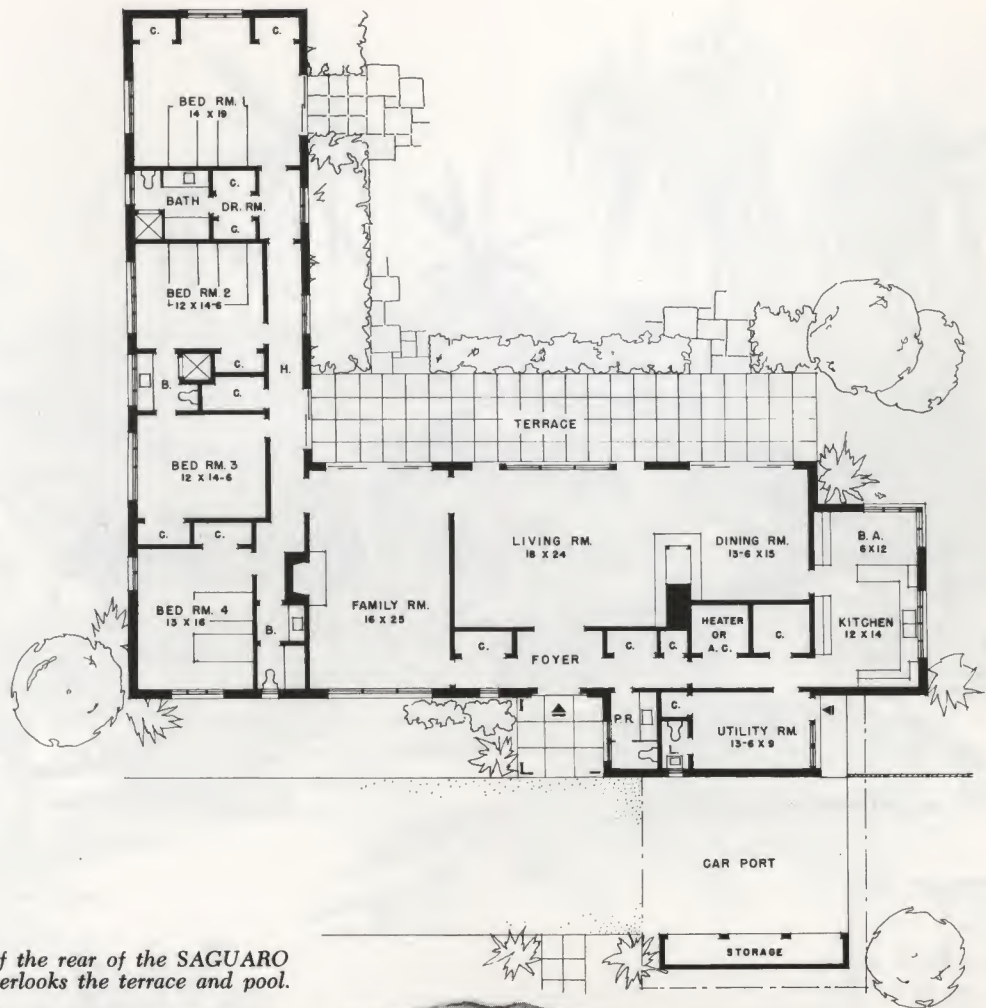 C.
C.
BED RM. 1
14 X 19
BATH
C.
DR. RM.
C.
BED RM. 2
12 X 14-6
C.
B.
C.
H.
TERRACE
BED RM. 3
12 X 14-6
C.
C.
LIVING RM.
18 X 24
DINING RM.
13-6 X 15
B. A.
6 X 12
BED RM. 4
13 X 16
B.
FAMILY RM.
16 X 25
HEATER
OR
A.C.
C.
KITCHEN
12 X 14
C.
FOYER
C.
C.
P.R.
C.
L.
UTILITY RM.
13-6 X 9
CAR PORT
STORAGE
f the rear of the SAGUARO
erlooks the terrace and pool.